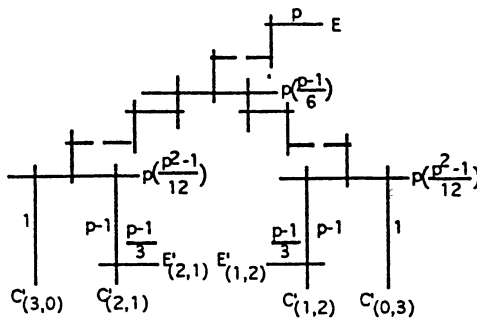 p E
p(p-1/6)
p(p²-1/12) p(p²-1/12)
1 p-1 p-1/3 p-1/3 p-1 1
E'(2,1) E'(1,2)
C'(3,0) C'(2,1) C'(1,2) C'(0,3)